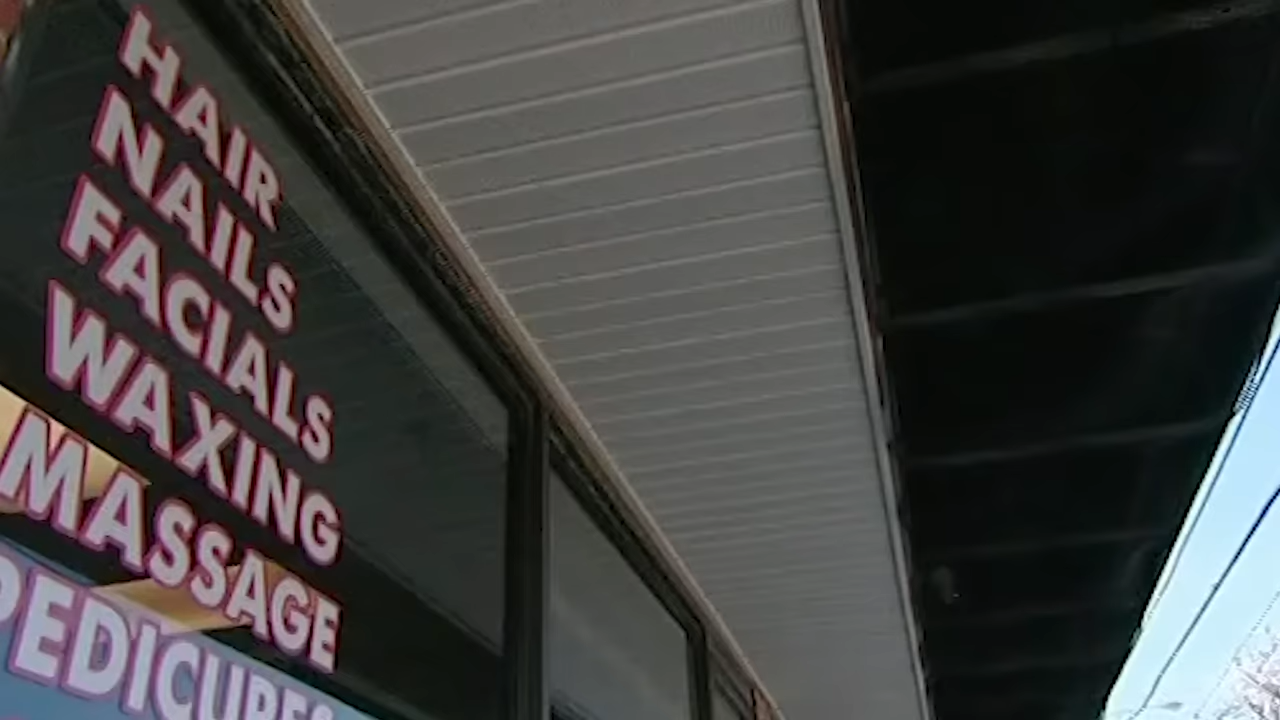 HAIR
NAILS
FACIALS
WAXING
MASSAGE
PEDICURES